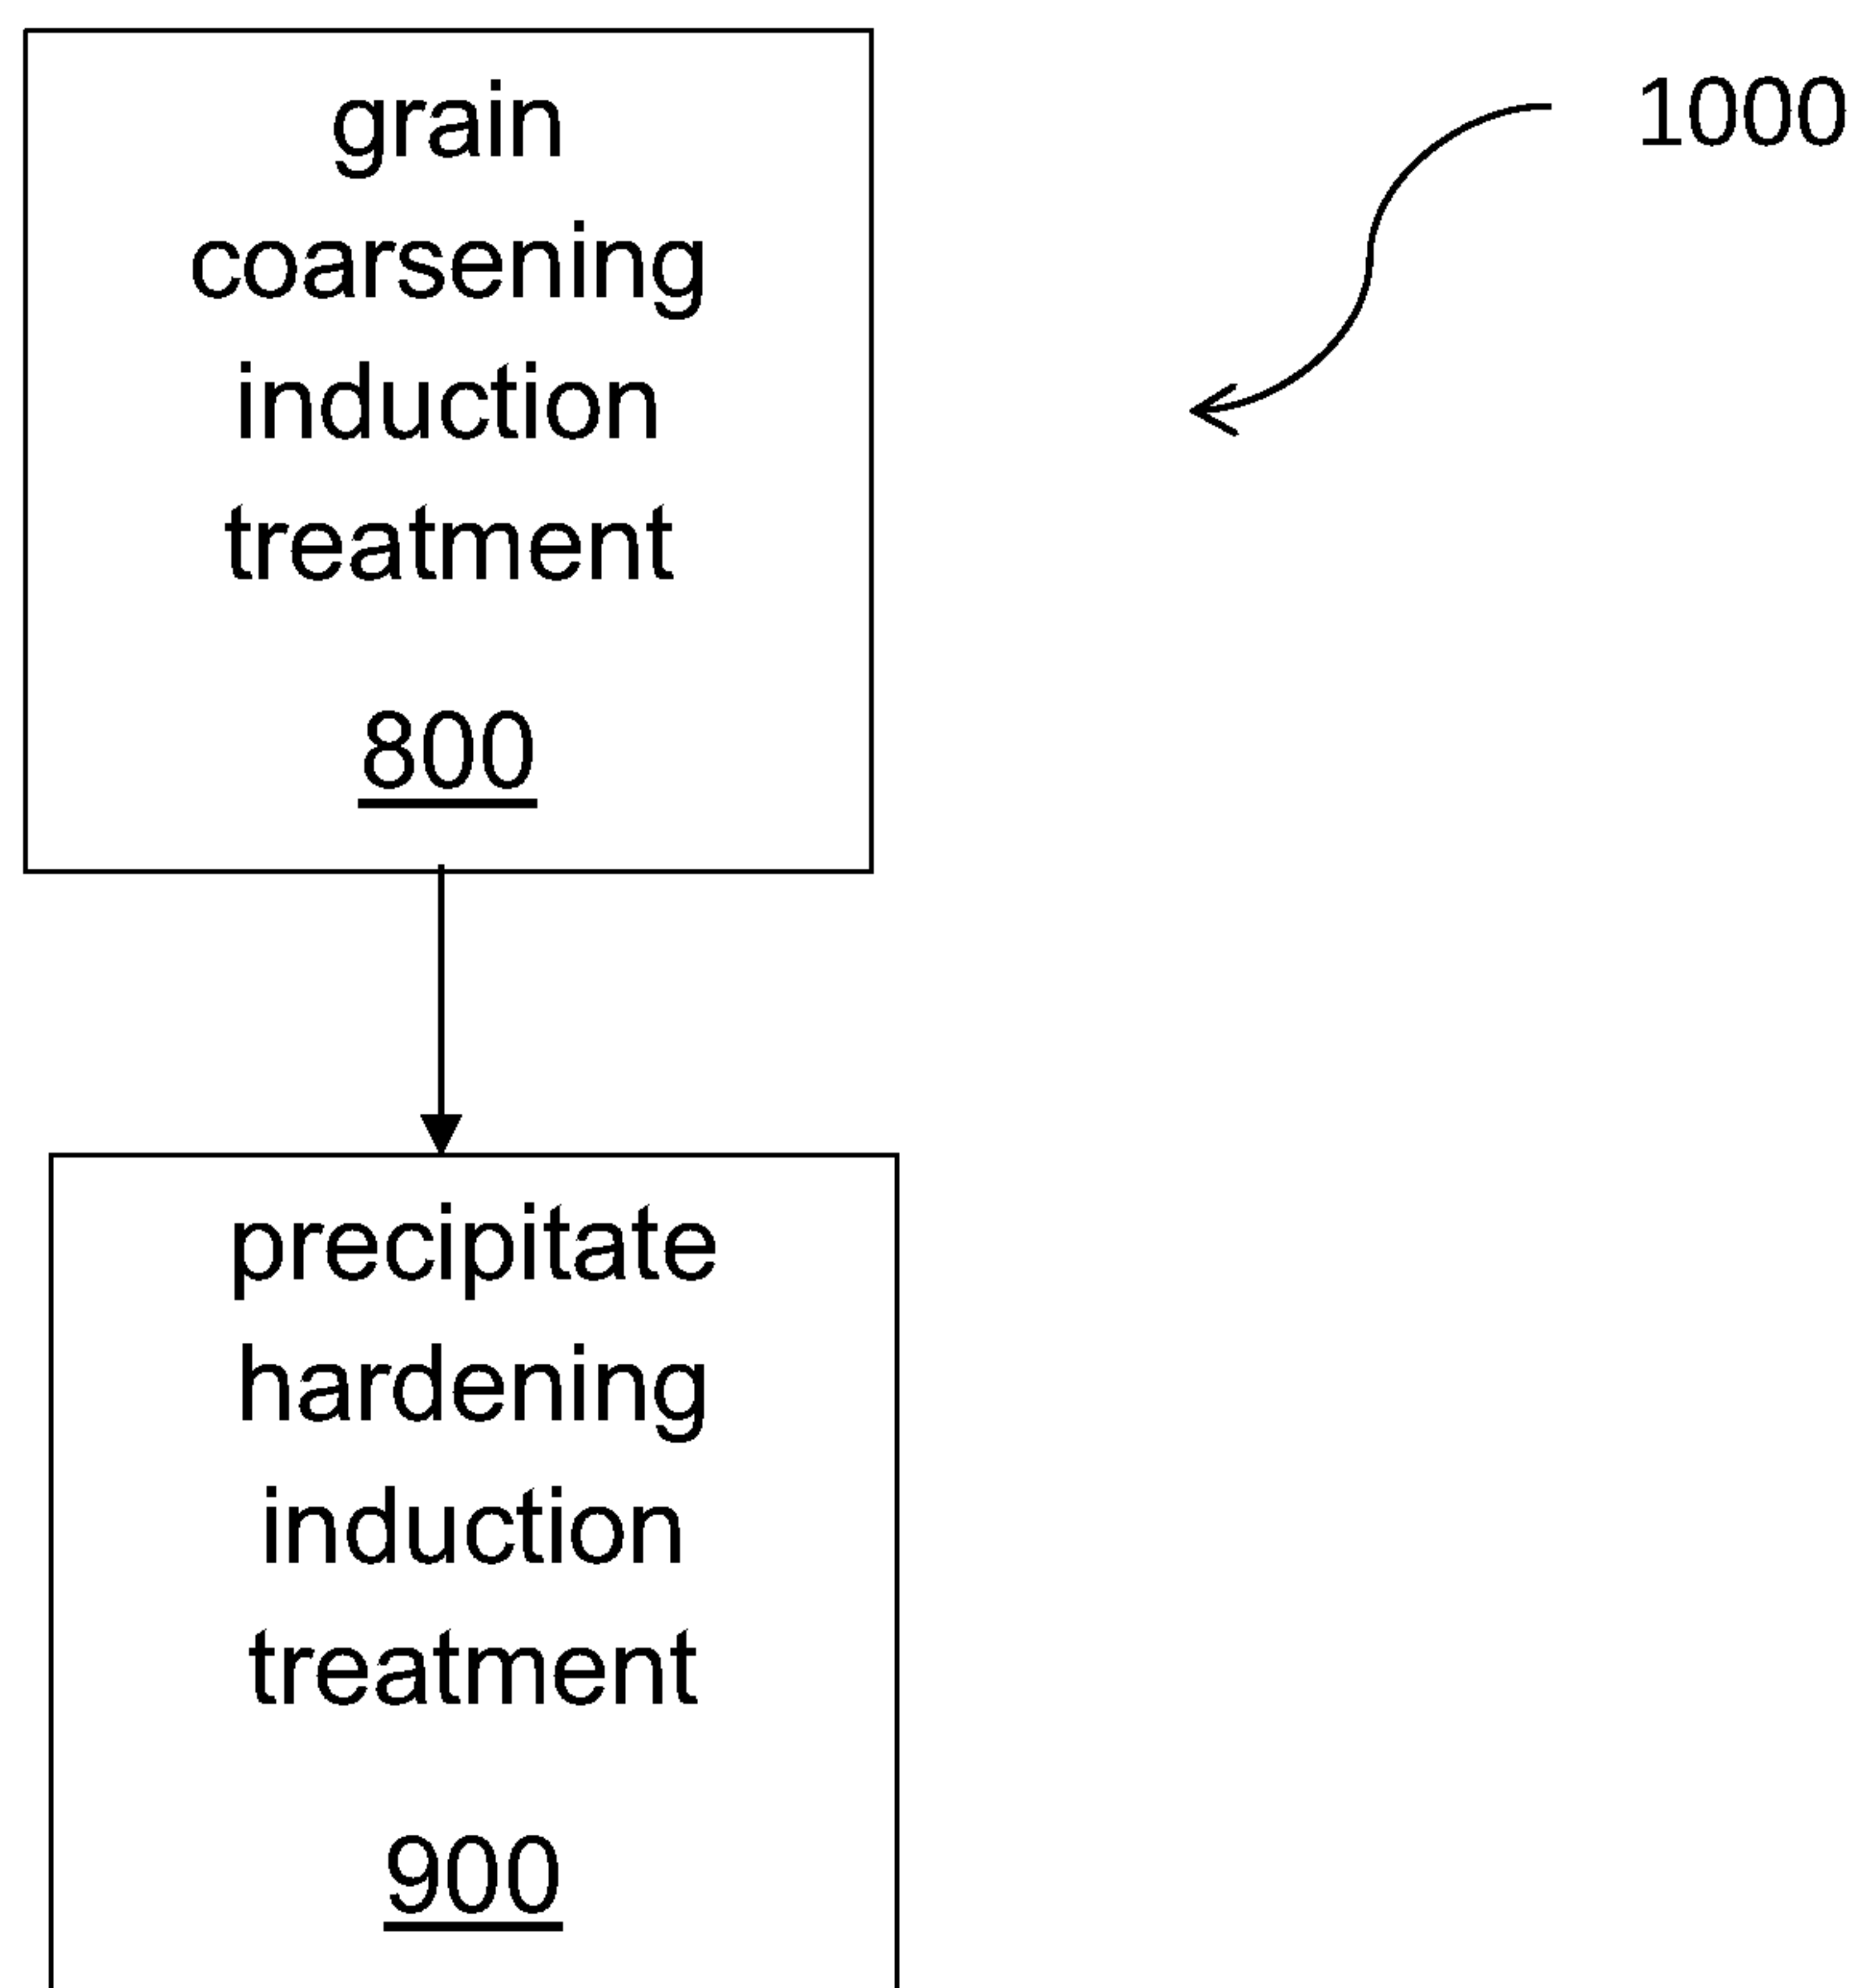 grain
coarsening
induction
treatment
800
1000
precipitate
hardening
induction
treatment
900